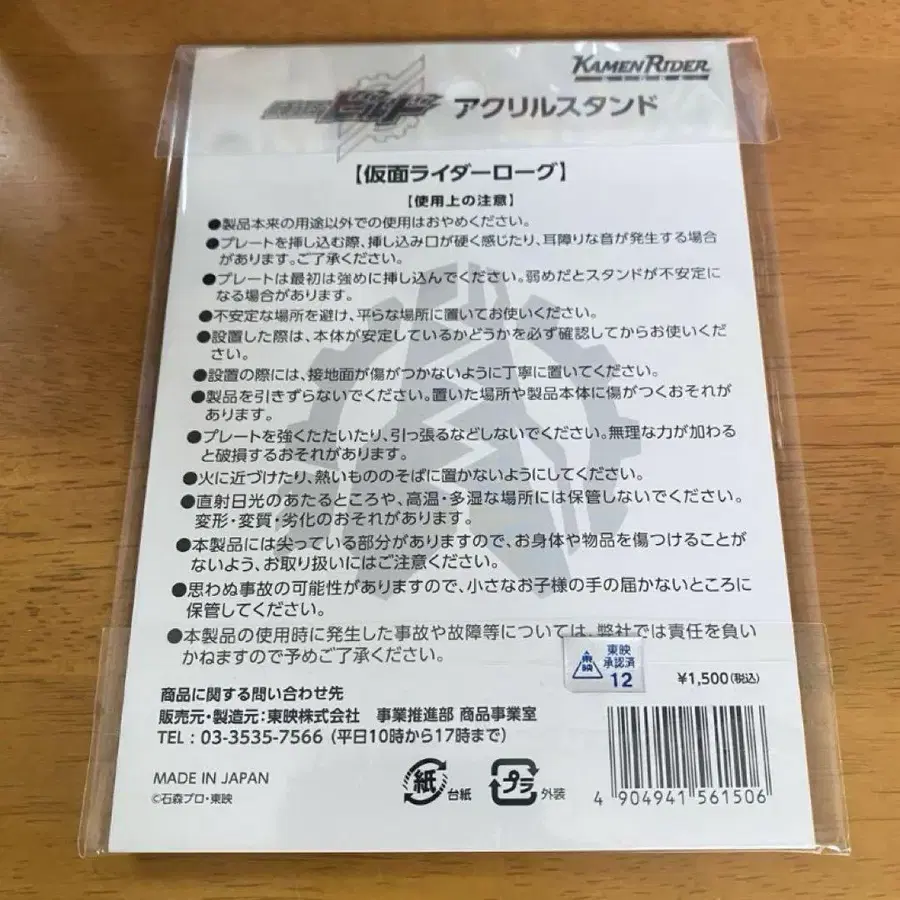 KAMEN RIDER
仮面ライダービルド アクリルスタンド
【仮面ライダーローグ】
【使用上の注意】
●製品本来の用途以外での使用はおやめください。
●プレートを挿し込む際、挿し込み口が硬く感じたり、耳障りな音が発生する場合
があります。ご了承ください。
●プレートは最初は強めに挿し込んでください。弱めだとスタンドが不安定に
なる場合があります。
●不安定な場所を避け、平らな場所に置いてお使いください。
●設置した際は、本体が安定しているかどうかを必ず確認してからお使いくだ
さい。
●設置の際には、接地面が傷がつかないように丁寧に置いてください。
●製品を引きずらないでください。置いた場所や製品本体に傷がつくおそれが
あります。
●プレートを強くたたいたり、引っ張るなどしないでください。無理な力が加わる
と破損するおそれがあります。
●火に近づけたり、熱いもののそばに置かないようにしてください。
●直射日光のあたるところや、高温・多湿な場所には保管しないでください。
変形・変質・劣化のおそれがあります。
●本製品には尖っている部分がありますので、お身体や物品を傷つけることが
ないよう、お取り扱いにはご注意ください。
●思わぬ事故の可能性がありますので、小さなお子様の手の届かないところに
保管してください。
●本製品の使用時に発生した事故や故障等については、弊社では責任を負い
かねますので予めご了承ください。
東映
東映
承認済
12
¥1,500(税込)
商品に関する問い合わせ先
販売元・製造元：東映株式会社 事業推進部 商品事業室
TEL：03-3535-7566（平日10時から17時まで）
MADE IN JAPAN
©石森プロ・東映
紙 台紙
プラ 外装
4 904941 561506